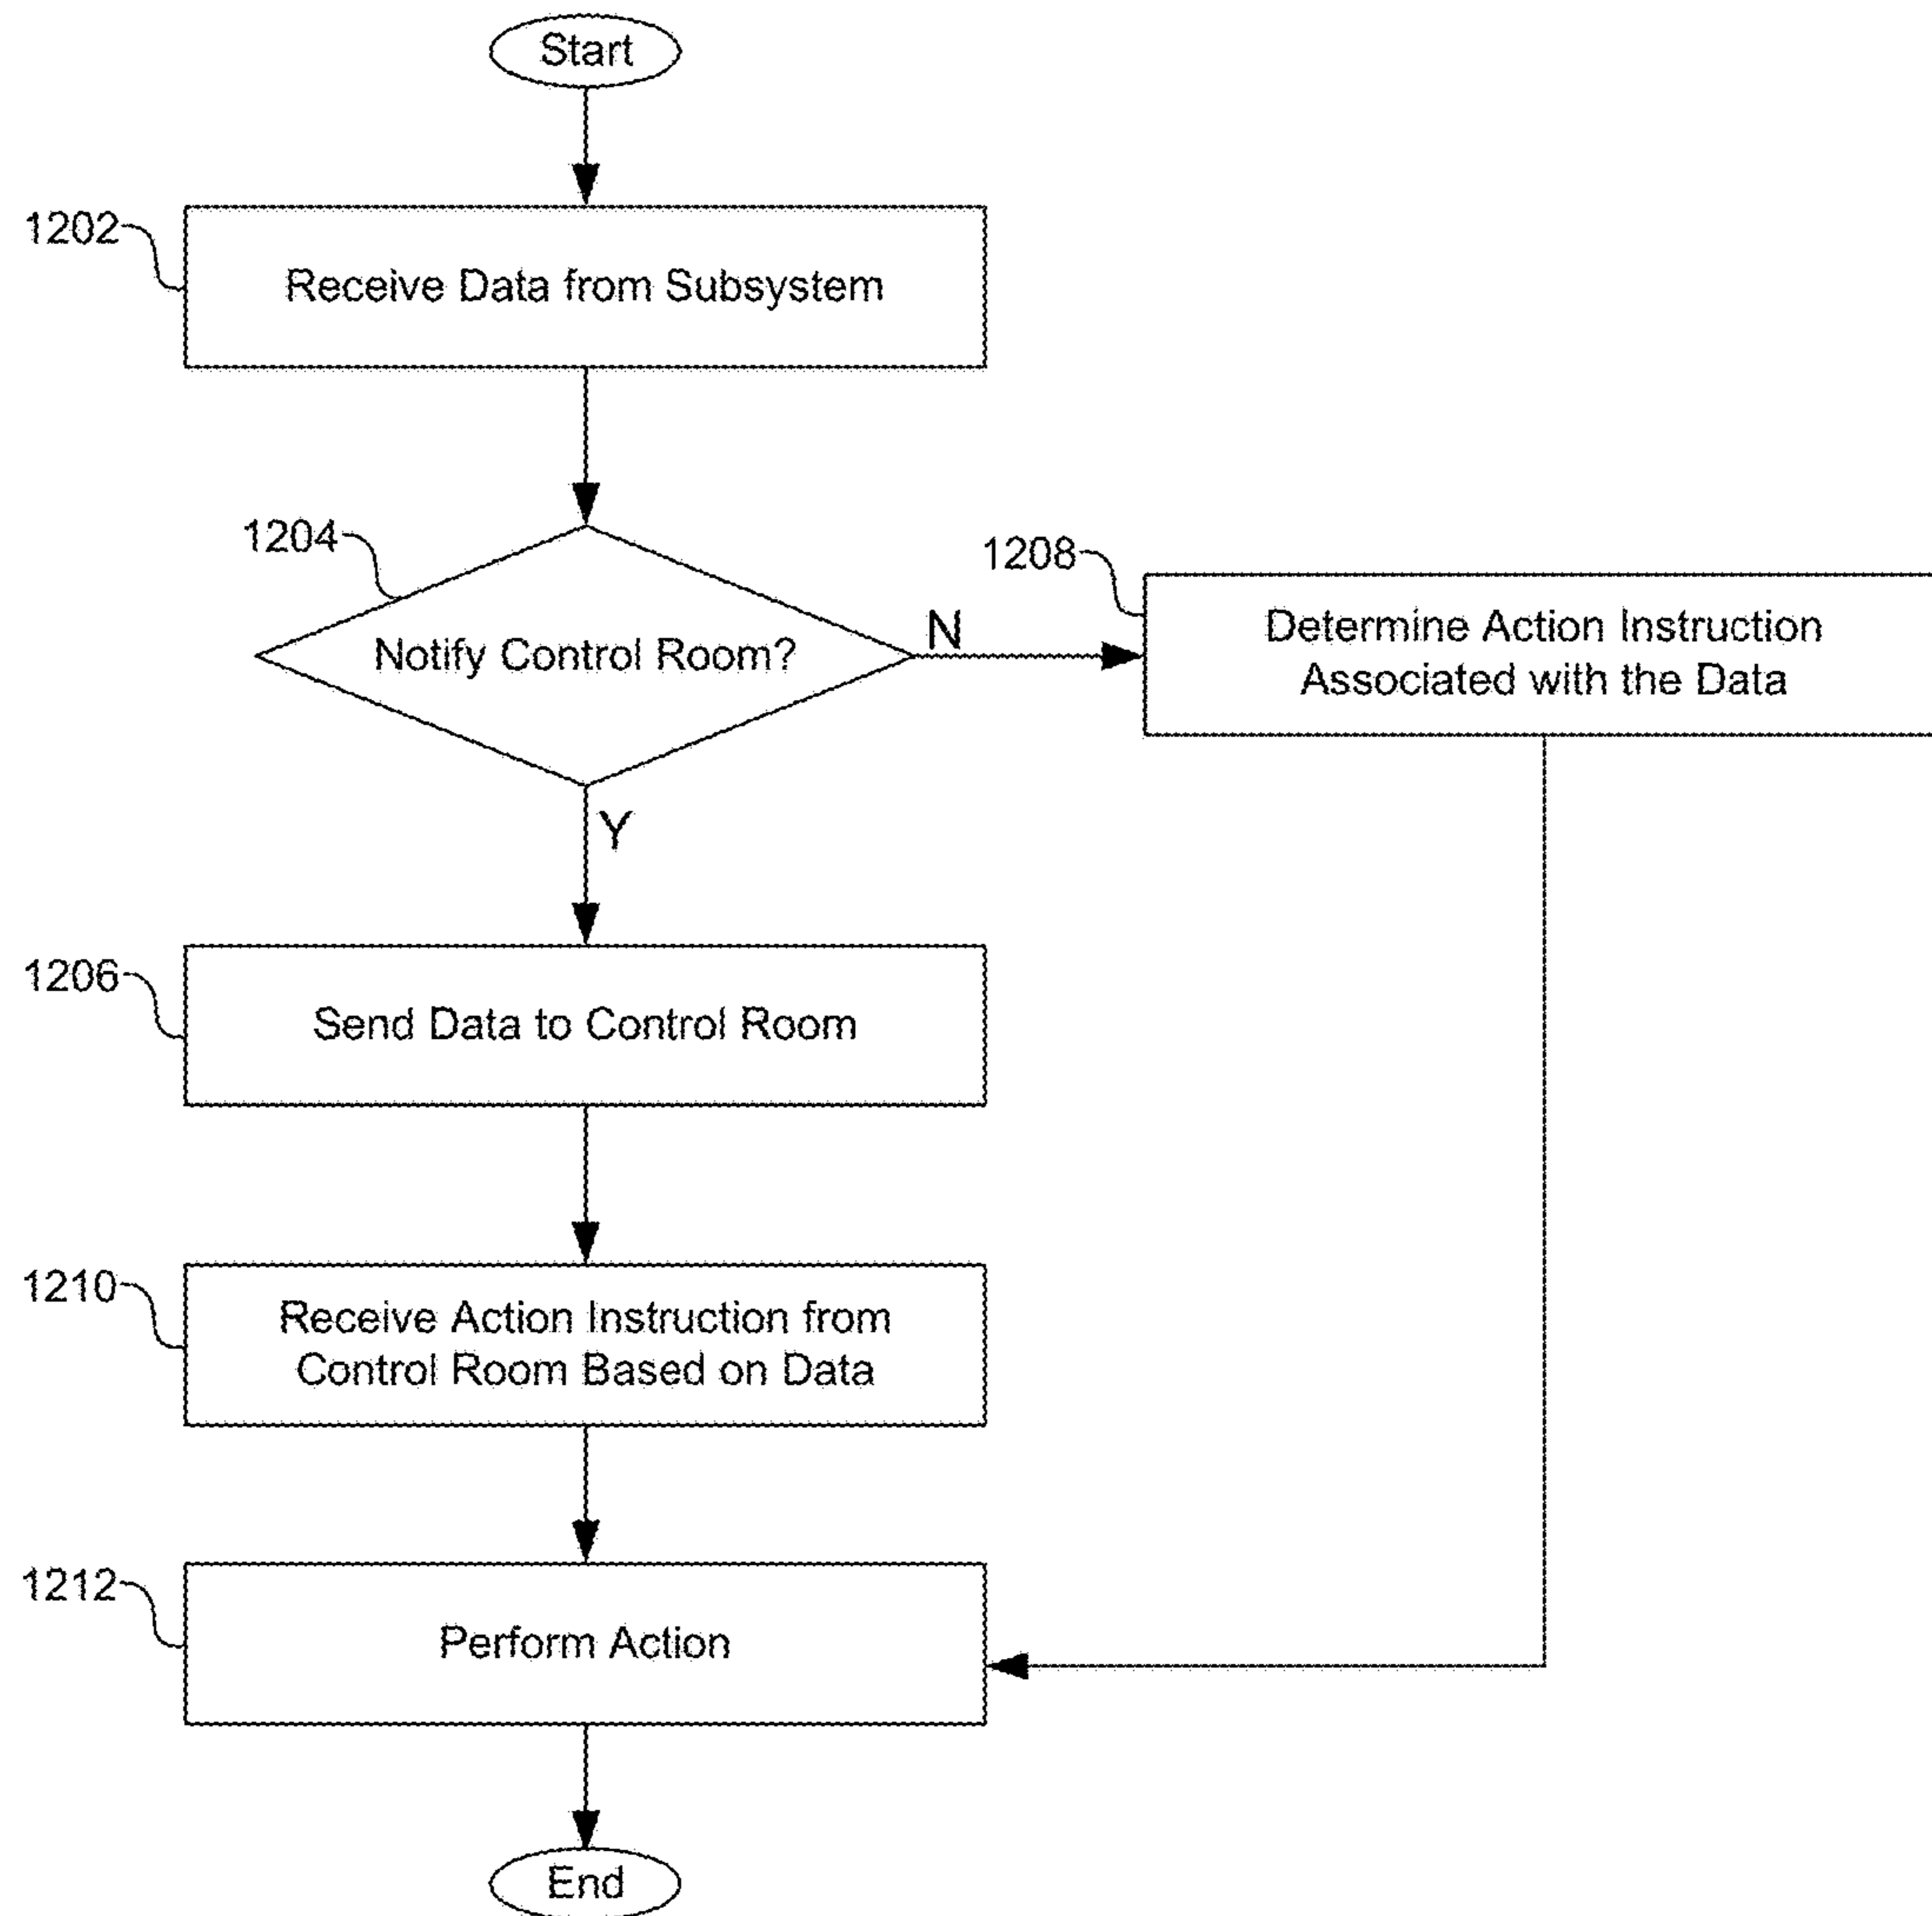 Start
1202
Receive Data from Subsystem
1204
Notify Control Room?
N
1208
Determine Action Instruction
Associated with the Data
Y
1206
Send Data to Control Room
1210
Receive Action Instruction from
Control Room Based on Data
1212
Perform Action
End